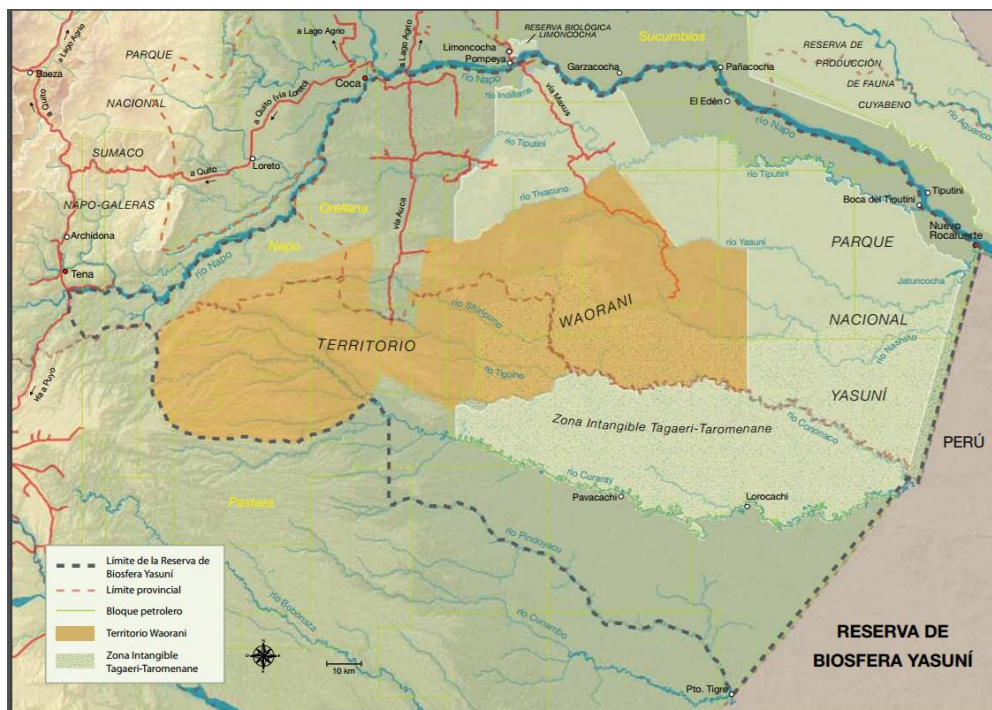 a Lago Agrio
a Lago Agrio
a Lago Agrio
RESERVA BIOLÓGICA
LIMONCOCHA
Sucumbios
PARQUE
Limoncocha
Pompeya
RESERVA DE
PRODUCCIÓN
DE FAUNA
CUYABENO
Baeza
Coca
río Napo
Garzacocha
Pañacocha
a Quito
a Quito (vía Loreto)
NACIONAL
río Indillana
vía Maxus
El Edén
río Napo
río Aguarico
SUMACO
Loreto
a Quito
río Tiputini
río Tiputini
NAPO-GALERAS
río Tivacuno
Tiputini
Boca del Tiputini
Orellana
vía Auca
Archidona
Napo
río Yasuní
PARQUE
Nuevo
Rocafuerte
Tena
río Napo
Jatuncocha
río Shiripuno
WAORANI
NACIONAL
TERRITORIO
río Nashiño
vía a Puyo
río Tiguino
YASUNÍ
Zona Intangible Tagaeri-Taromenane
río Cononaco
PERÚ
río Curaray
Pavacachi
Lorocachi
Pastaza
río Pindoyacu
Límite de la Reserva de
Biosfera Yasuní
Límite provincial
Bloque petrolero
Territorio Waorani
Zona Intangible
Tagaeri-Taromenane
río Bobonaza
río Cunambo
10 km
Pto. Tigre
RESERVA DE
BIOSFERA YASUNÍ